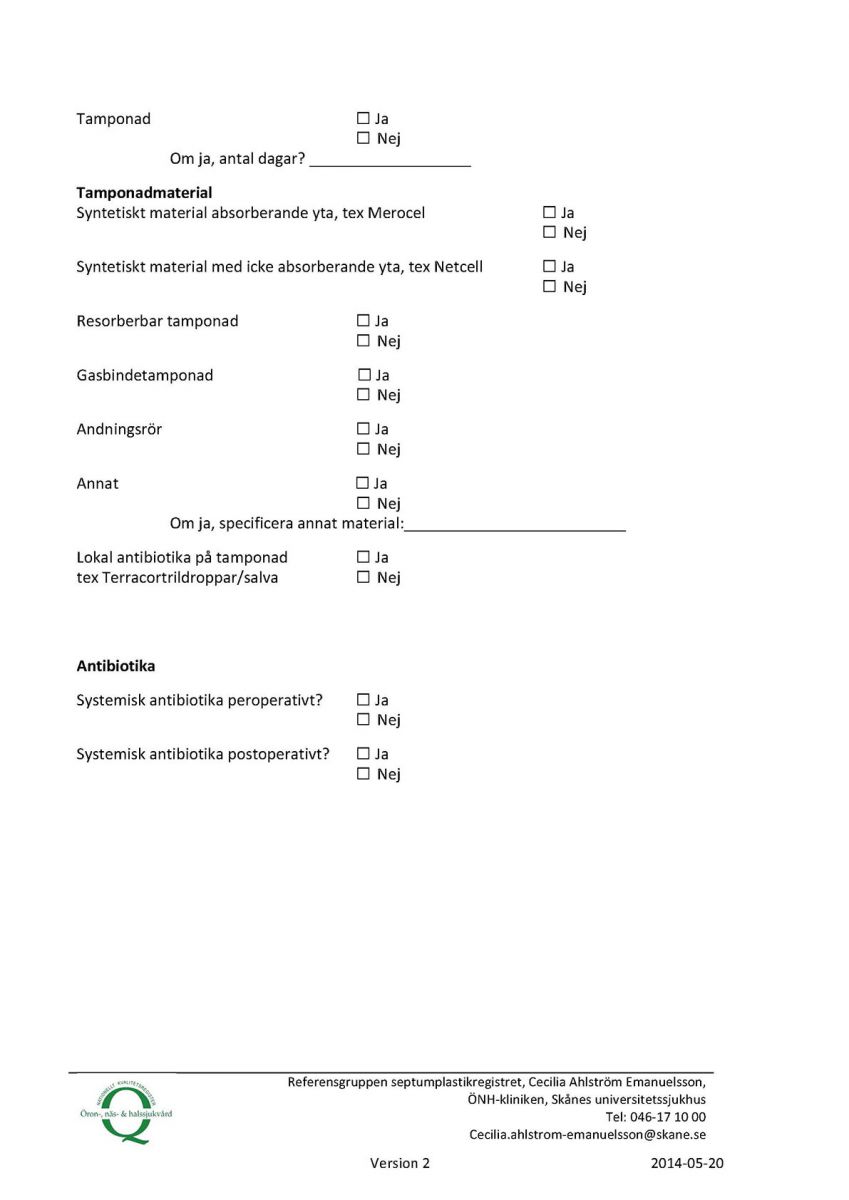 Tamponad ☐ Ja
☐ Nej
Om ja, antal dagar? ____________________
Tamponadmaterial
Syntetiskt material absorberande yta, tex Merocel ☐ Ja
☐ Nej
Syntetiskt material med icke absorberande yta, tex Netcell ☐ Ja
☐ Nej
Resorberbar tamponad ☐ Ja
☐ Nej
Gasbindetamponad ☐ Ja
☐ Nej
Andningsrör ☐ Ja
☐ Nej
Annat ☐ Ja
☐ Nej
Om ja, specificera annat material:____________________________
Lokal antibiotika på tamponad ☐ Ja
tex Terracortrildroppar/salva ☐ Nej
Antibiotika
Systemisk antibiotika peroperativt? ☐ Ja
☐ Nej
Systemisk antibiotika postoperativt? ☐ Ja
☐ Nej
NATIONELLT KVALITETSREGISTER
Öron-, näs- & halssjukvård
Referensgruppen septumplastikregistret, Cecilia Ahlström Emanuelsson,
ÖNH-kliniken, Skånes universitetssjukhus
Tel: 046-17 10 00
Cecilia.ahlstrom-emanuelsson@skane.se
Version 2 2014-05-20